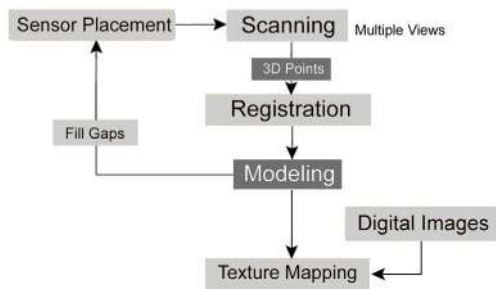 Sensor Placement
Scanning
Multiple Views
3D Points
Registration
Fill Gaps
Modeling
Digital Images
Texture Mapping